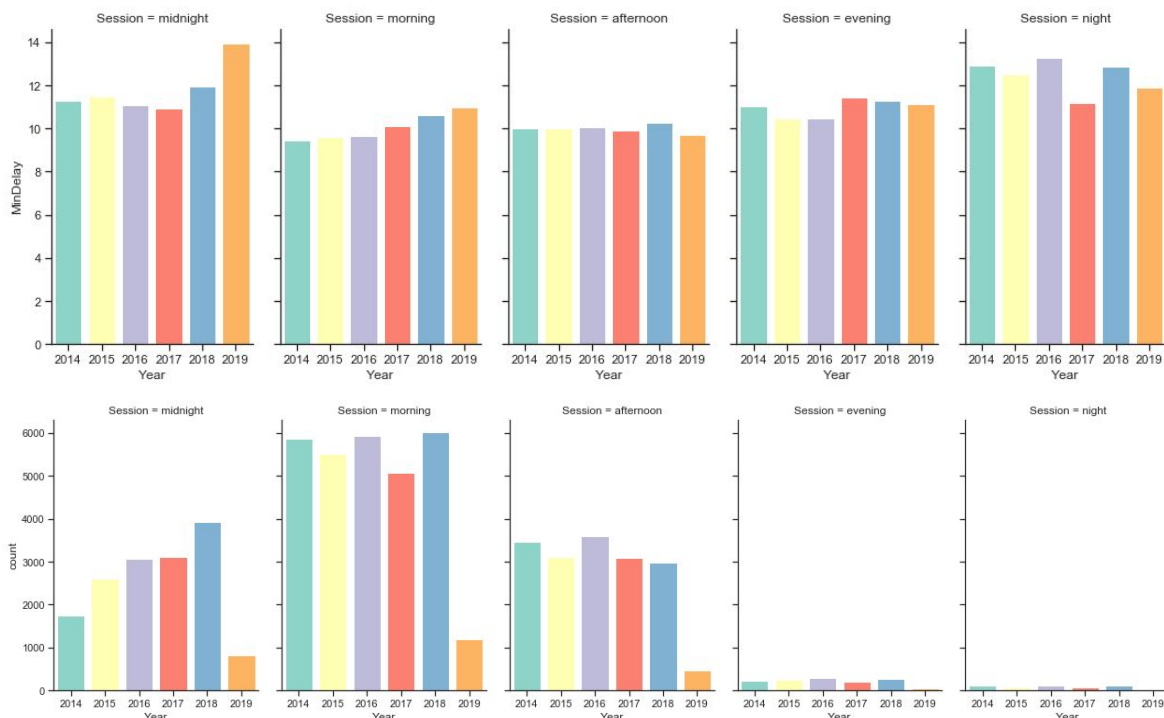 Session = midnight Session = morning Session = afternoon Session = evening Session = night
14
12
10
8
6
4
2
0
MinDelay
2014 2015 2016 2017 2018 2019 2014 2015 2016 2017 2018 2019 2014 2015 2016 2017 2018 2019 2014 2015 2016 2017 2018 2019 2014 2015 2016 2017 2018 2019
Year Year Year Year Year
Session = midnight Session = morning Session = afternoon Session = evening Session = night
6000
5000
4000
3000
2000
1000
0
count
2014 2015 2016 2017 2018 2019 2014 2015 2016 2017 2018 2019 2014 2015 2016 2017 2018 2019 2014 2015 2016 2017 2018 2019 2014 2015 2016 2017 2018 2019
Year Year Year Year Year